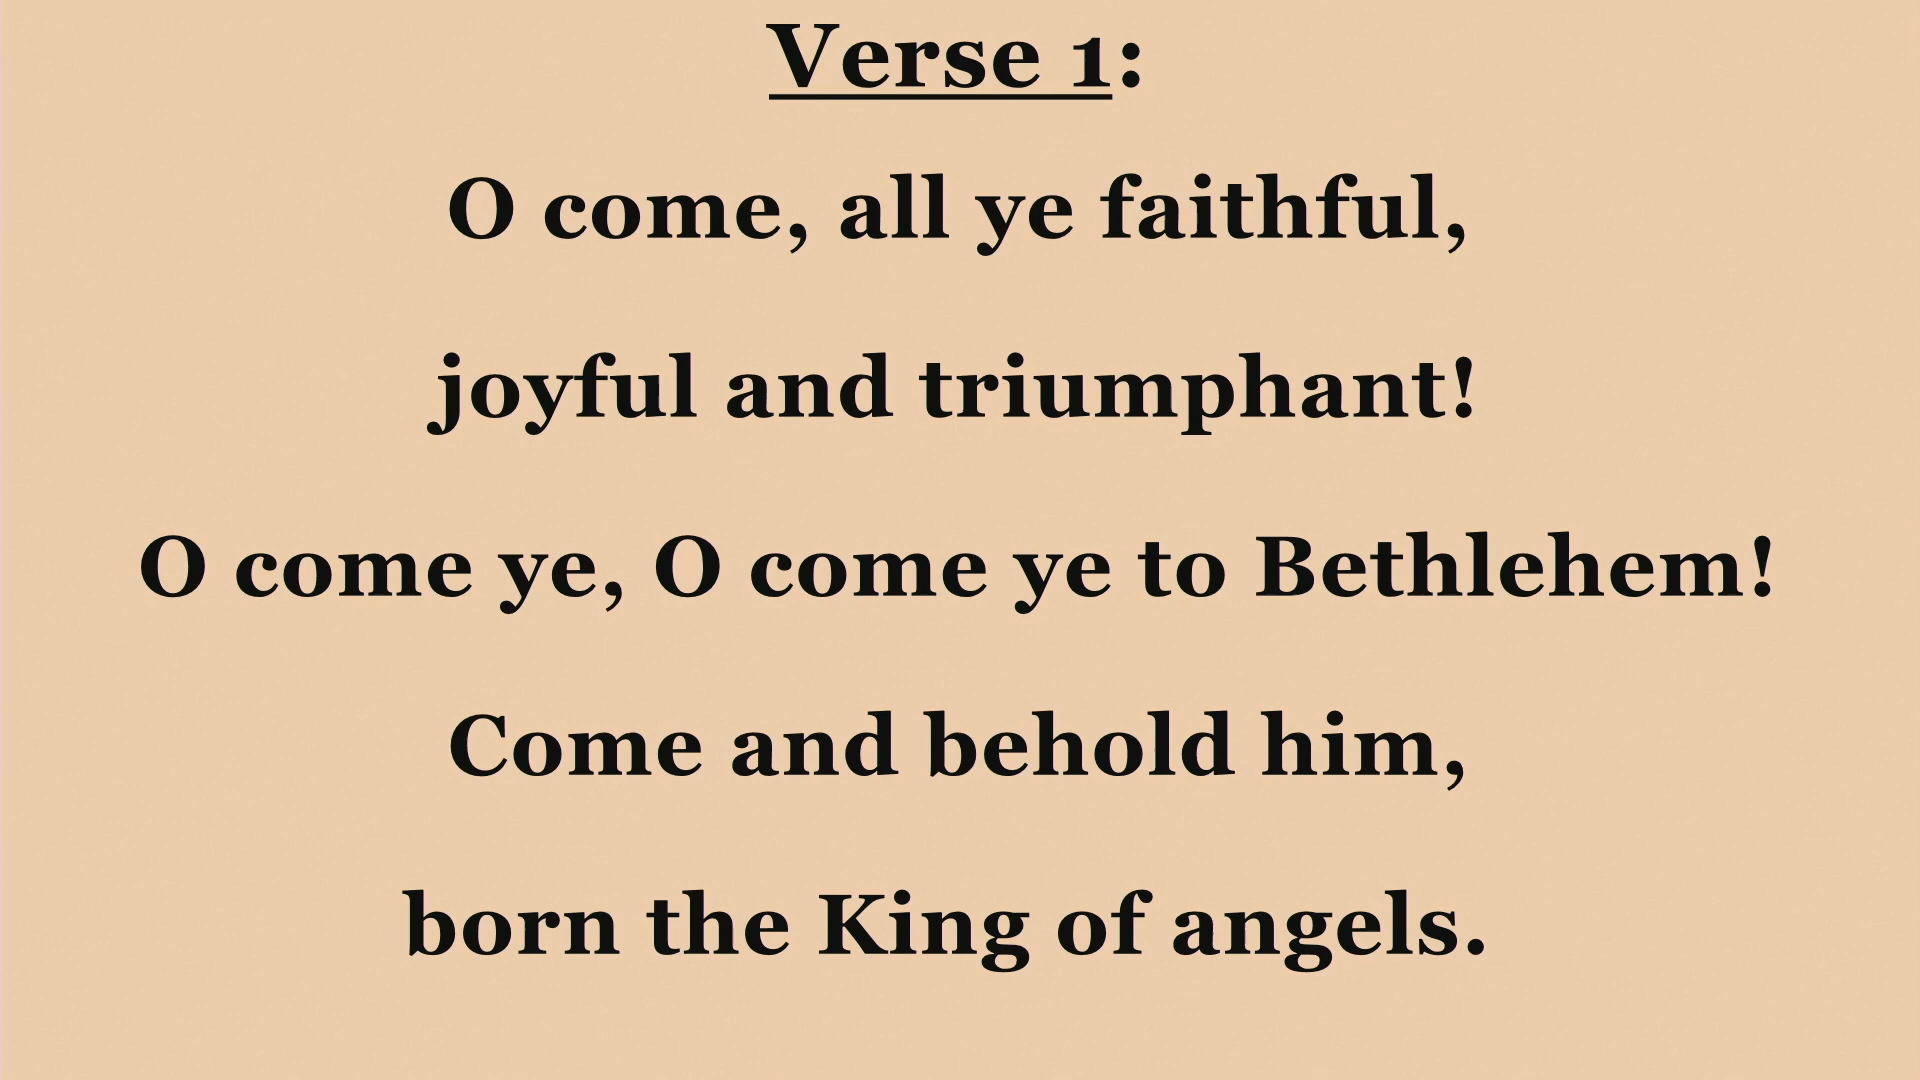 Verse 1:
O come, all ye faithful,
joyful and triumphant!
O come ye, O come ye to Bethlehem!
Come and behold him,
born the King of angels.